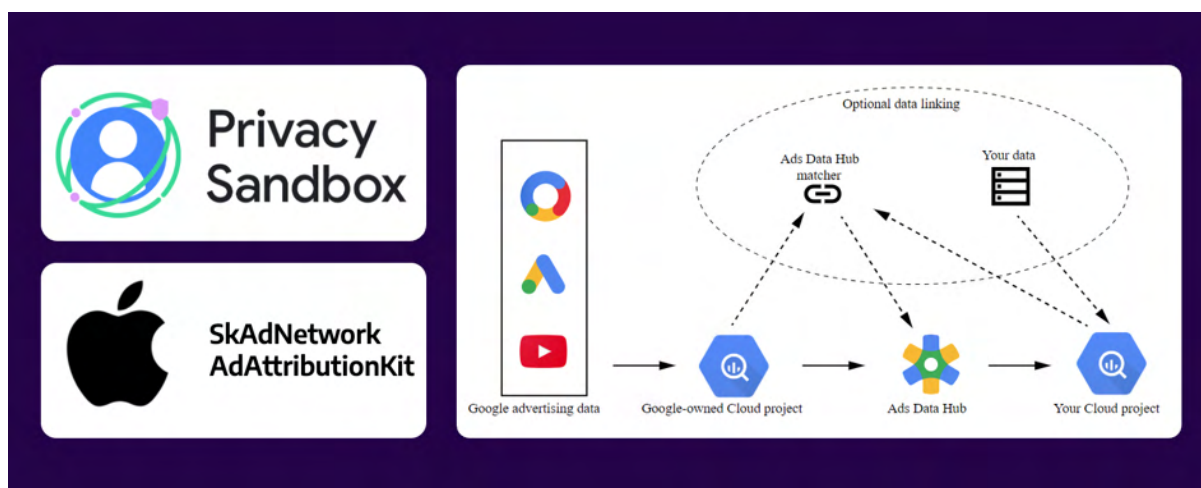 Privacy
Sandbox
SkAdNetwork
AdAttributionKit
Optional data linking
Ads Data Hub
matcher
Your data
Google advertising data
Google-owned Cloud project
Ads Data Hub
Your Cloud project